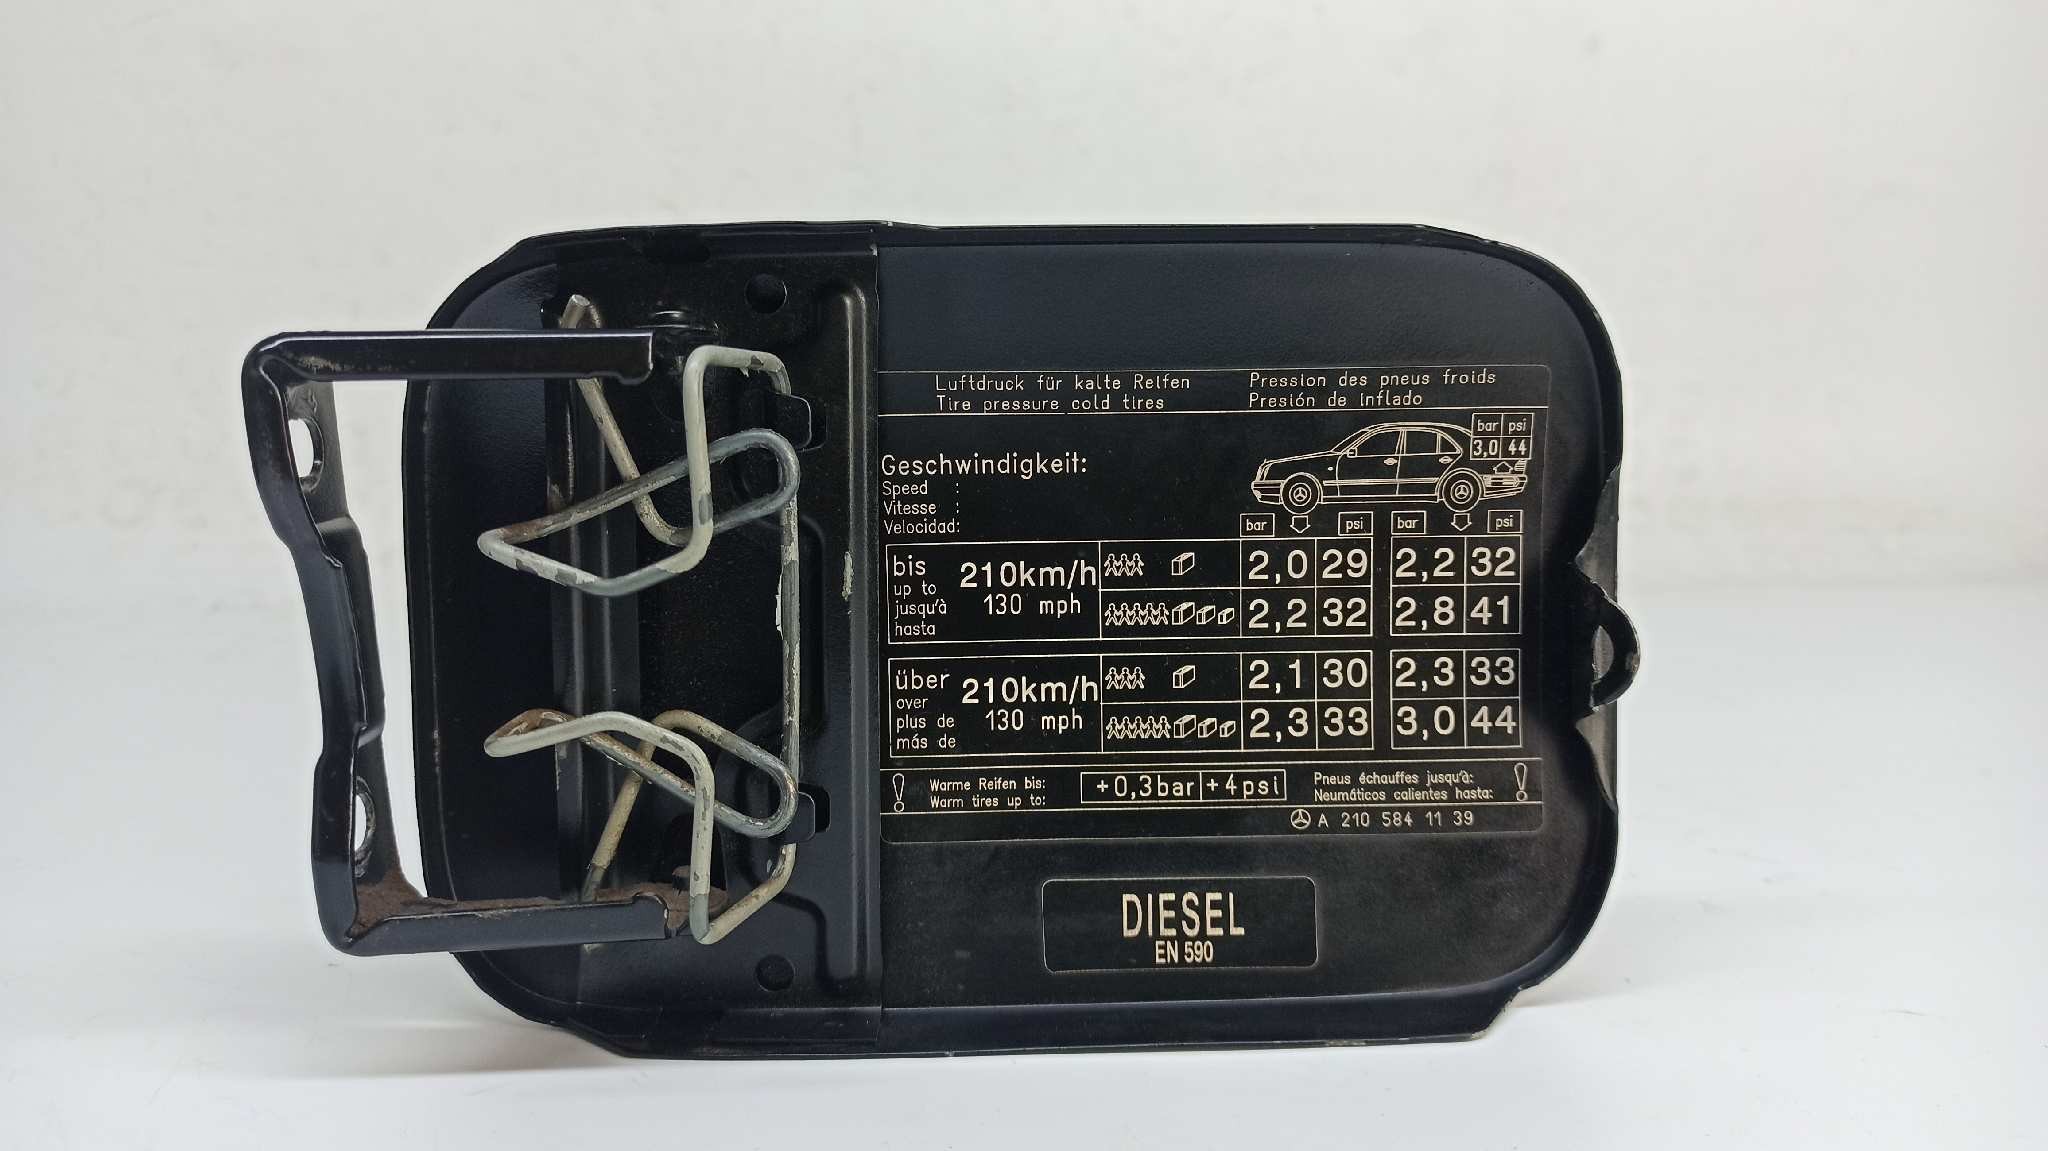 Luftdruck für kalte Reifen Pression des pneus froids
Tire pressure cold tires Presión de inflado
bar psi
3,0 44
Geschwindigkeit:
Speed :
Vitesse :
Velocidad:
bar psi bar psi
bis 210km/h 2,0 29 2,2 32
up to 130 mph
jusqu'à 2,2 32 2,8 41
hasta
über 210km/h 2,1 30 2,3 33
over 130 mph
plus de 2,3 33 3,0 44
más de
! Warme Reifen bis: +0,3bar +4psi Pneus échauffes jusqu'à: !
Warm tires up to: Neumáticos calientes hasta:
A 210 584 11 39
DIESEL
EN 590